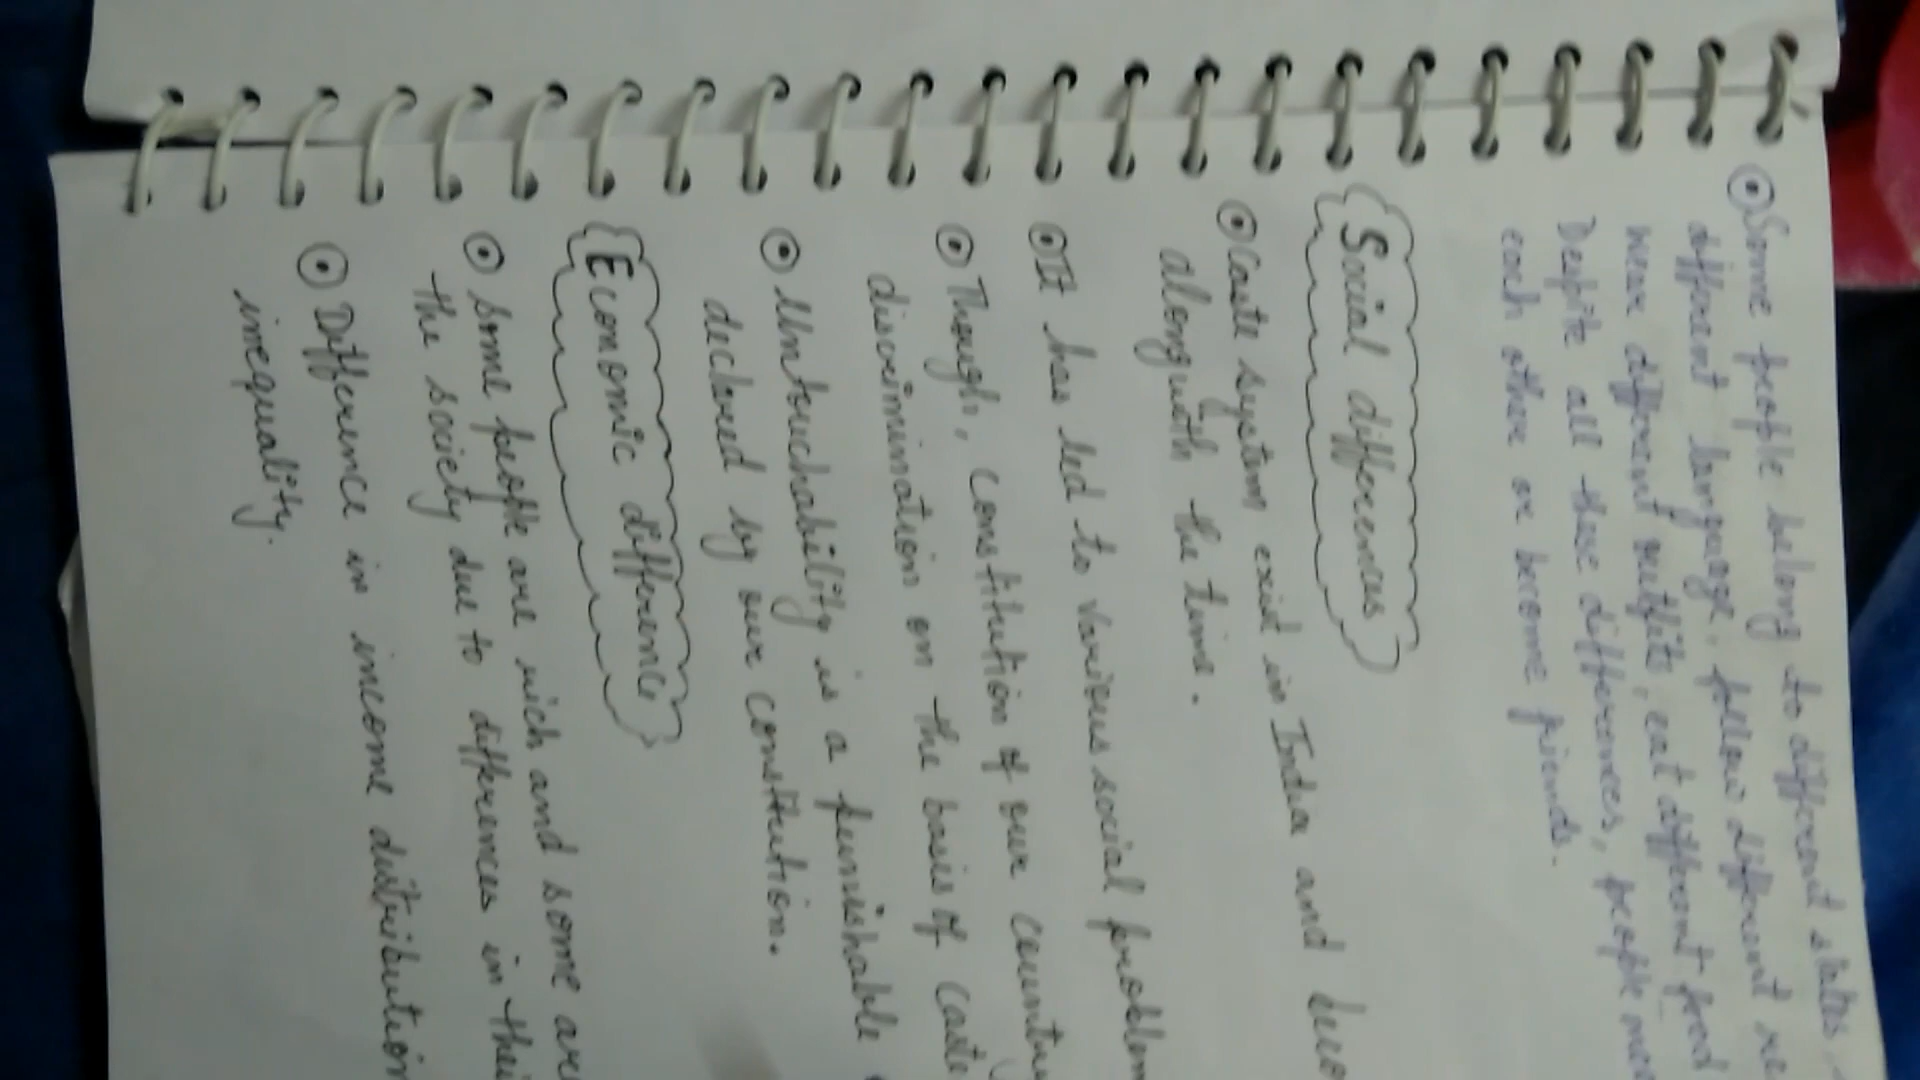 Some people belong to different states
different language, follow different re
wear different outfits, eat different food
Despite all these differences, people
each other or become friends.
Social differences
Caste system exist in India and
alongwith the time.
It has led to various social problem
Though, constitution of our country
discrimination on the basis of caste
Untouchability is a punishable
declared by our constitution.
Economic difference
Some people are rich and some are
the society due to differences in thei
Difference in income distribution
inequality.